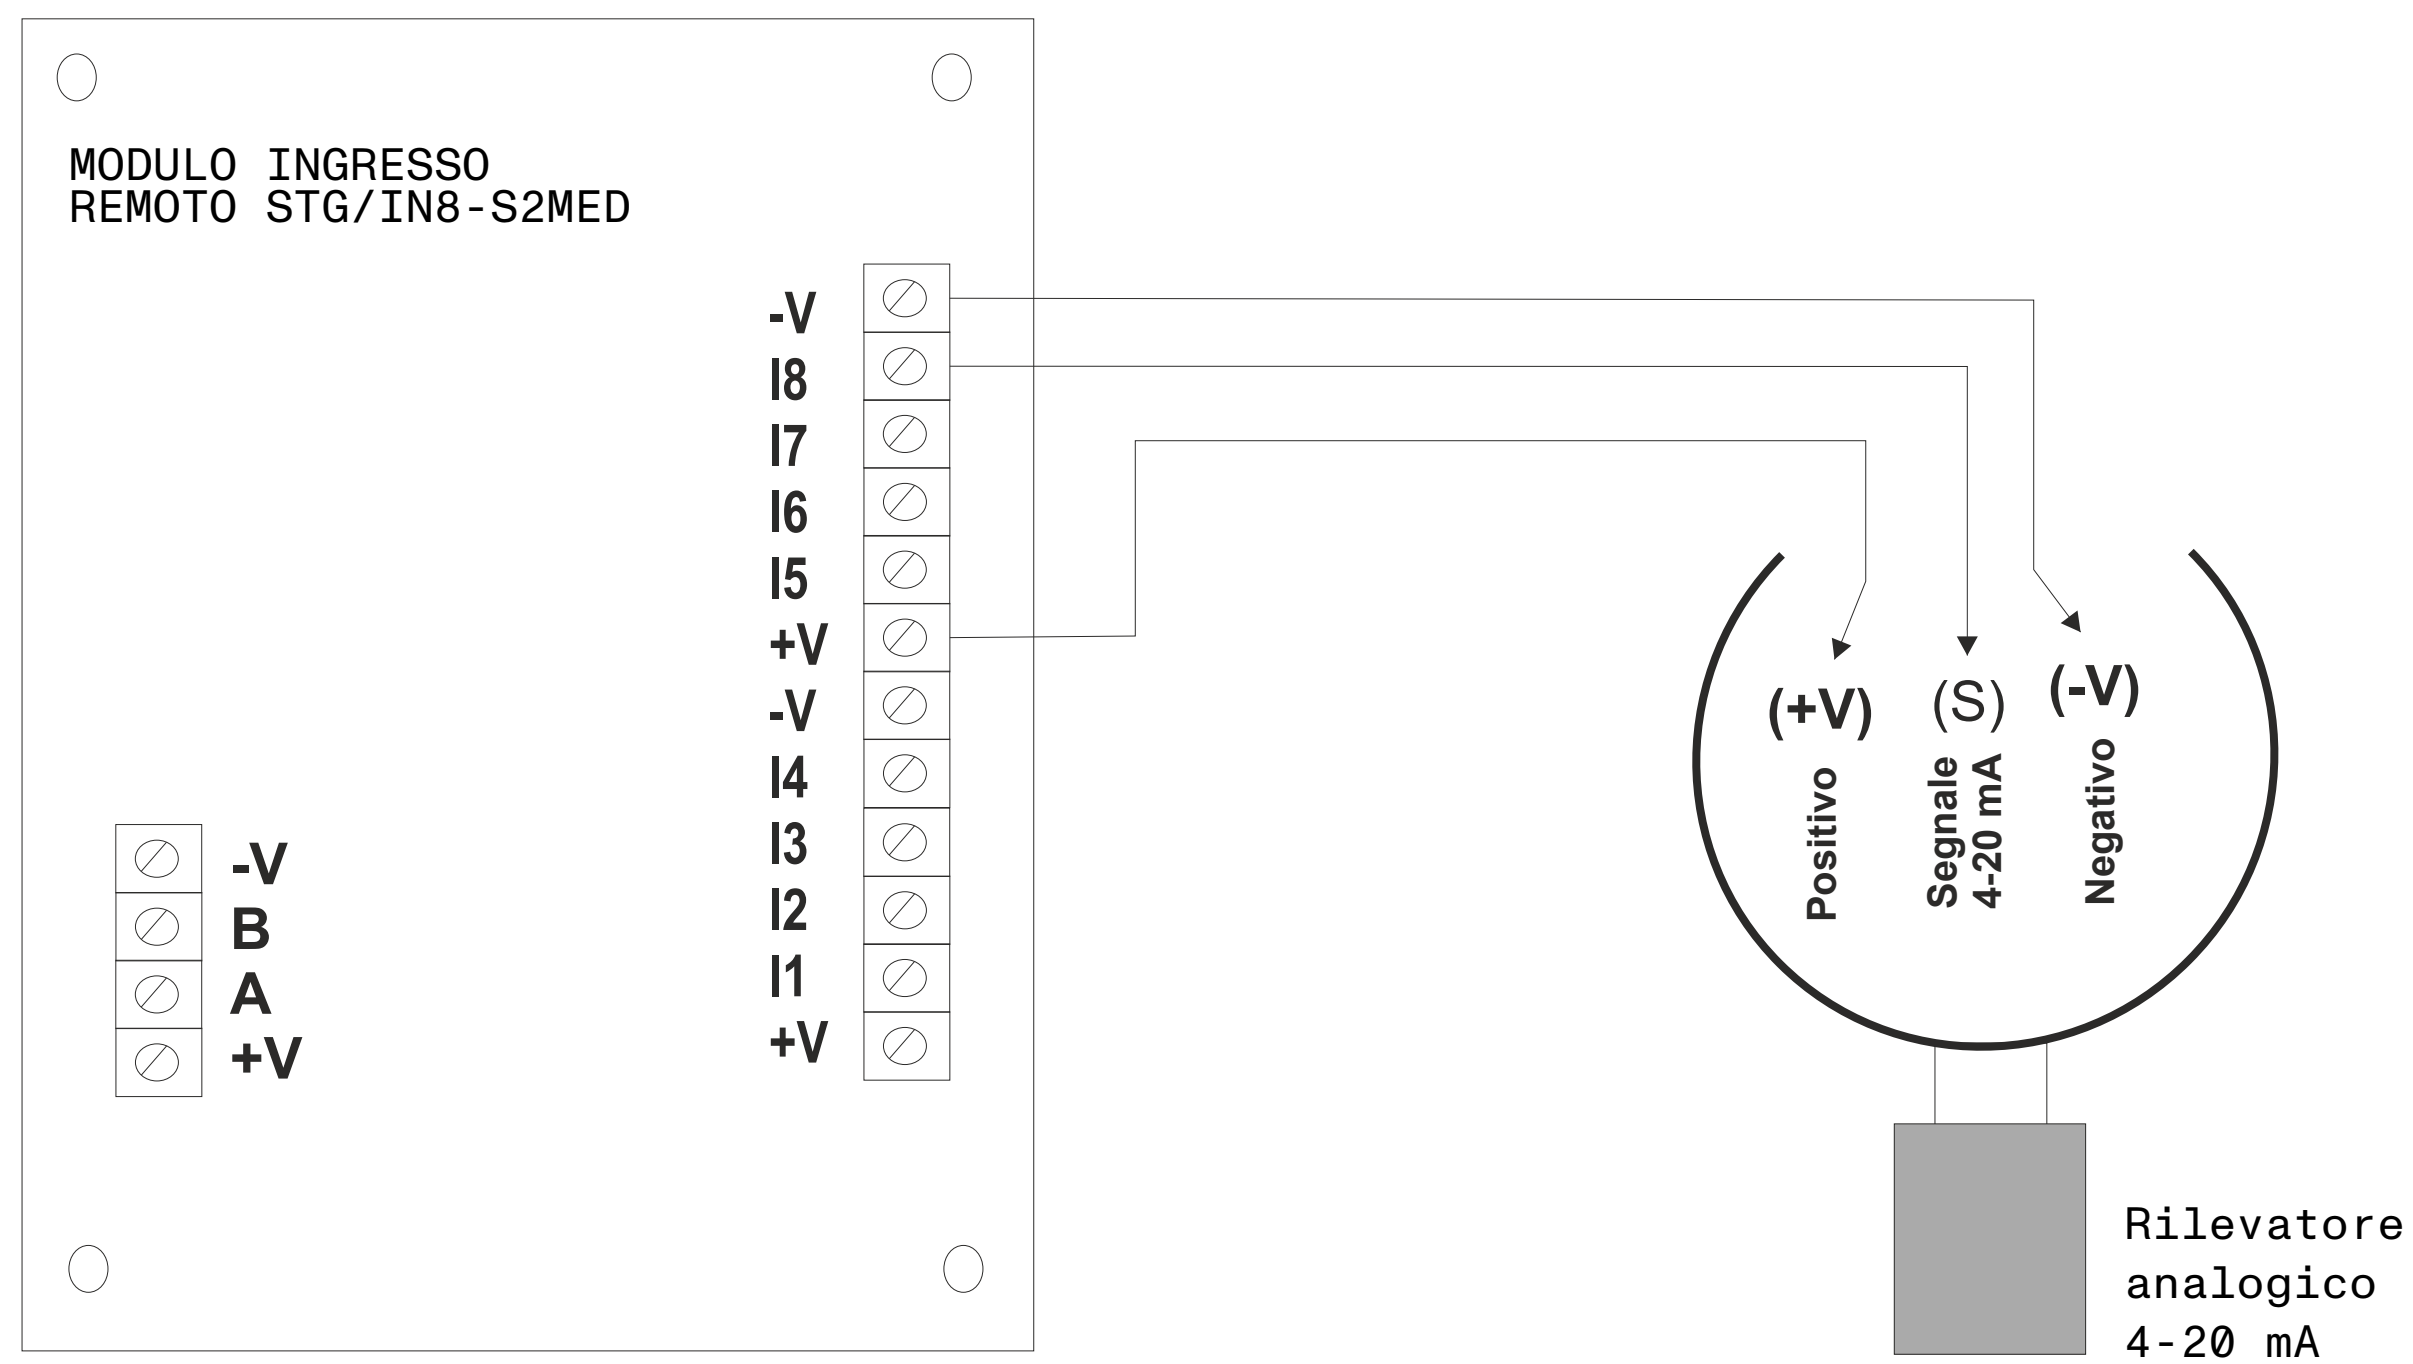 MODULO INGRESSO
REMOTO STG/IN8-S2MED
-V
I8
I7
I6
I5
+V
-V
I4
I3
I2
I1
+V
-V
B
A
+V
(+V)
(S)
(-V)
Positivo
Segnale
4-20 mA
Negativo
Rilevatore
analogico
4-20 mA